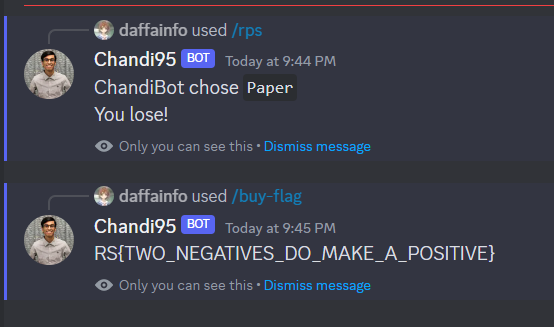 daffainfo used /rps
Chandi95 BOT Today at 9:44 PM
ChandiBot chose Paper
You lose!
Only you can see this • Dismiss message
daffainfo used /buy-flag
Chandi95 BOT Today at 9:45 PM
RS{TWO_NEGATIVES_DO_MAKE_A_POSITIVE}
Only you can see this • Dismiss message